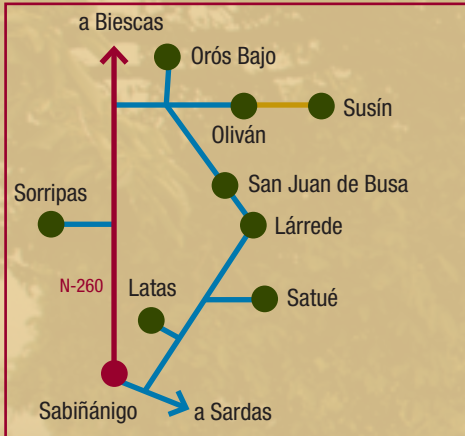 a Biescas
Orós Bajo
Susín
Oliván
San Juan de Busa
Sorripas
Lárrede
N-260
Latas
Satué
Sabiñánigo
a Sardas